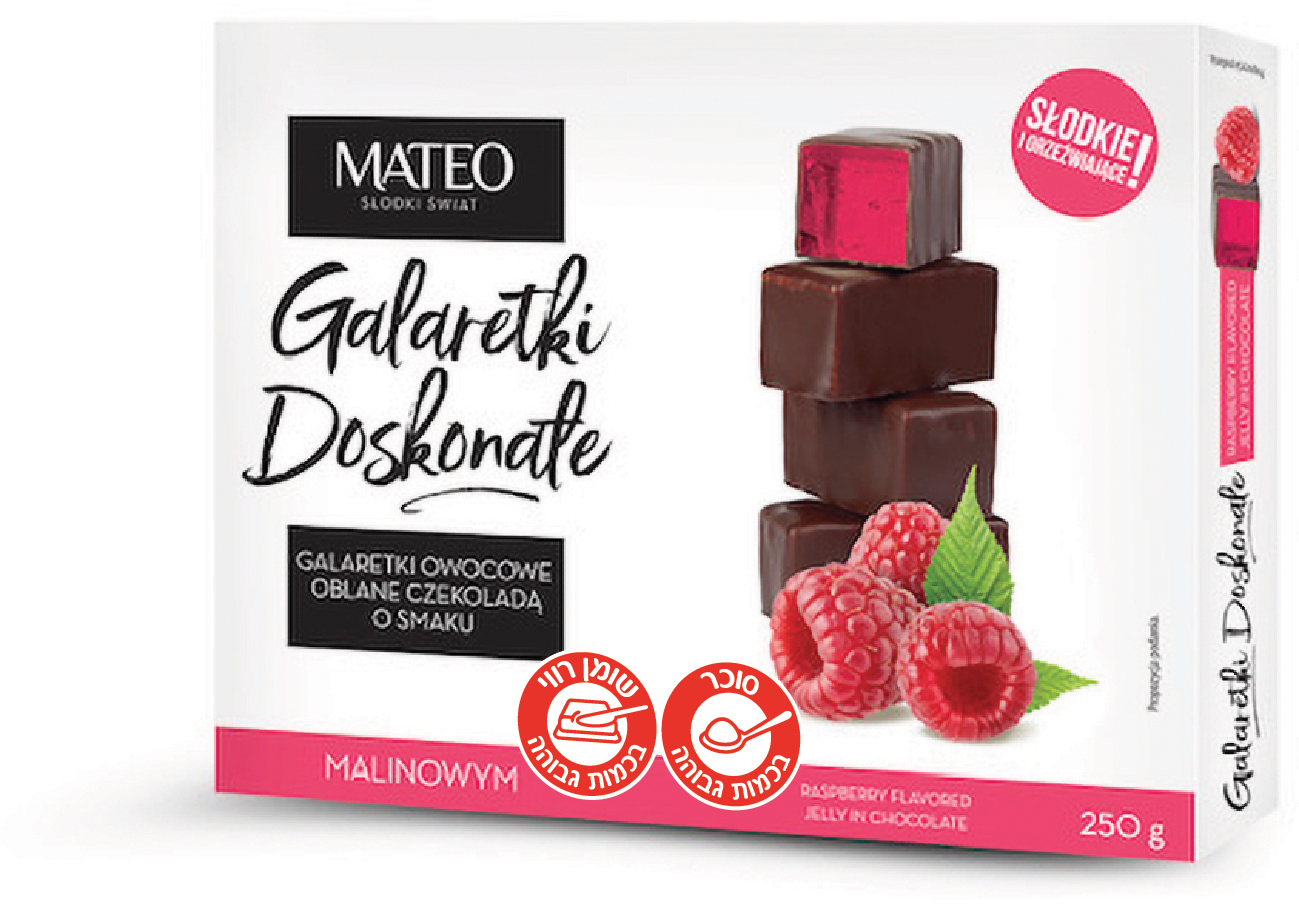 MATEO
SŁODKI ŚWIAT
Galaretki
Doskonałe
GALARETKI OWOCOWE
OBLANE CZEKOLADĄ
O SMAKU
SŁODKIE
I ORZEŹWIAJĄCE!
שומן רווי
בכמות גבוהה
סוכר
בכמות גבוהה
MALINOWYM
RASPBERRY FLAVORED
JELLY IN CHOCOLATE
250 g
Propozycja podania.
RASPBERRY FLAVORED
JELLY IN CHOCOLATE
Galaretki Doskonałe